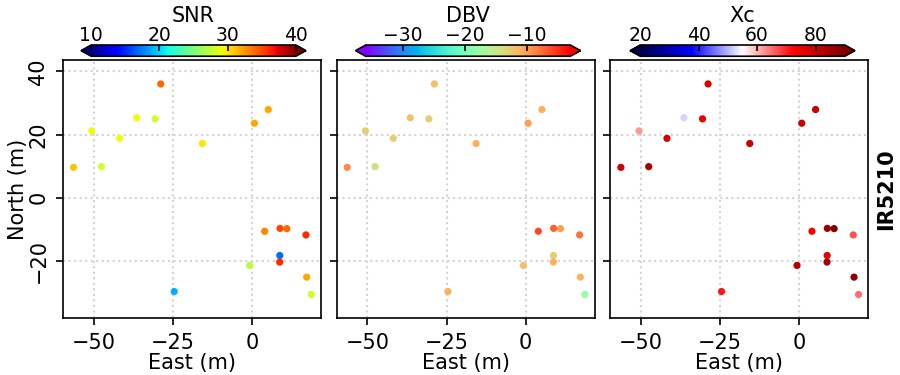 SNR DBV Xc
10 20 30 40 −30 −20 −10 20 40 60 80
40
20
0
−20
North (m)
IR5210
−50 −25 0 −50 −25 0 −50 −25 0
East (m) East (m) East (m)